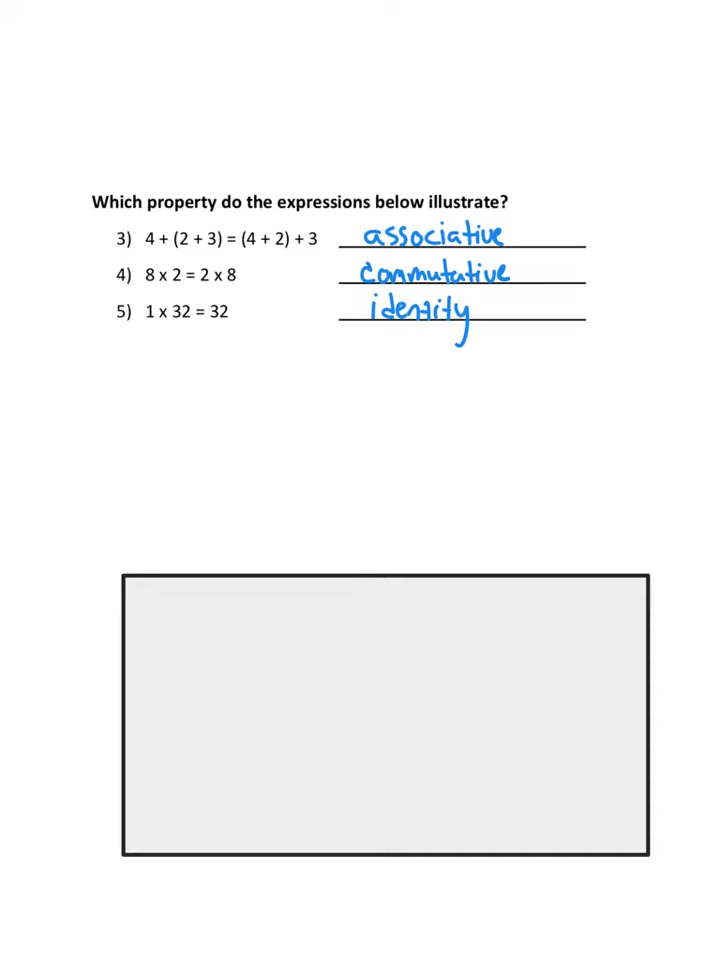 Which property do the expressions below illustrate?
3) 4 + (2 + 3) = (4 + 2) + 3 associative
4) 8 x 2 = 2 x 8 commutative
5) 1 x 32 = 32 identity